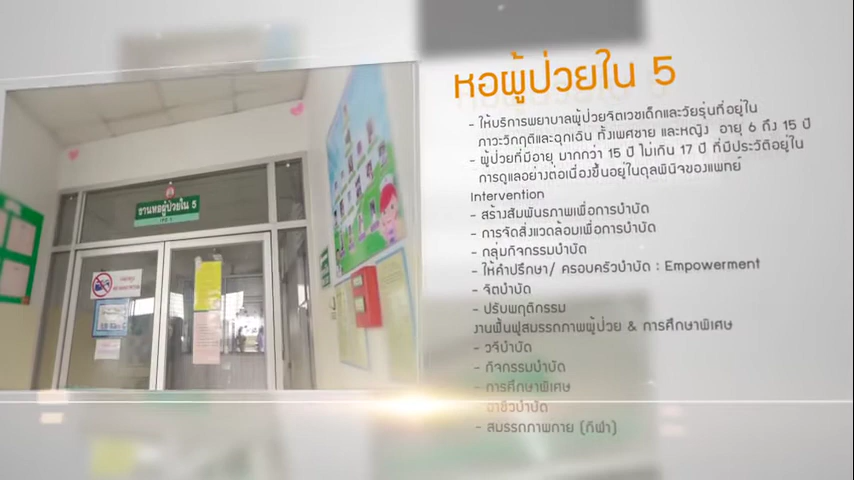 หอผู้ป่วยใน 5
- ให้บริการพยาบาลผู้ป่วยจิตเวชเด็กและวัยรุ่นที่อยู่ใน
ภาวะวิกฤติและฉุกเฉิน ทั้งเพศชาย และหญิง อายุ 6 ถึง 15 ปี
- ผู้ป่วยที่มีอายุ มากกว่า 15 ปี ไม่เกิน 17 ปี ที่มีประวัติอยู่ใน
การดูแลอย่างต่อเนื่องขึ้นอยู่ในดุลพินิจของแพทย์
Intervention
- สร้างสัมพันธภาพเพื่อการบำบัด
- การจัดสิ่งแวดล้อมเพื่อการบำบัด
- กลุ่มกิจกรรมบำบัด
- ให้คำปรึกษา/ ครอบครัวบำบัด : Empowerment
- จิตบำบัด
- ปรับพฤติกรรม
งานฟื้นฟูสมรรถภาพผู้ป่วย & การศึกษาพิเศษ
- วจีบำบัด
- กิจกรรมบำบัด
- การศึกษาพิเศษ
- อาชีวบำบัด
- สมรรถภาพกาย (กีฬา)
งานหอผู้ป่วยใน 5